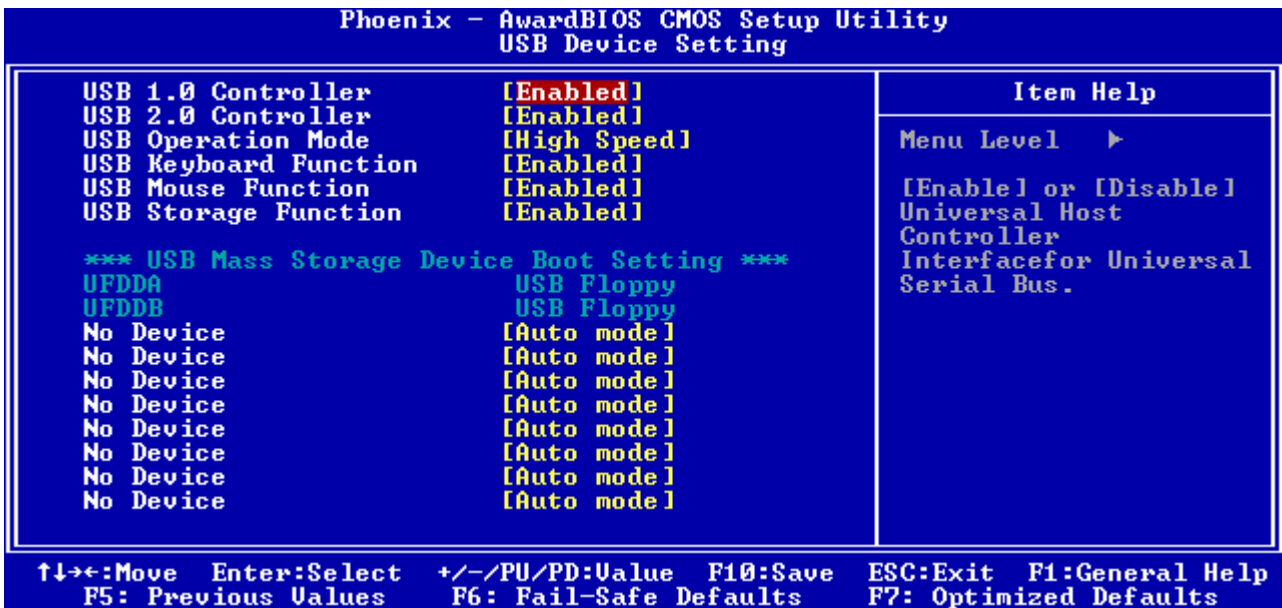 Phoenix - AwardBIOS CMOS Setup Utility
USB Device Setting
USB 1.0 Controller [Enabled]
USB 2.0 Controller [Enabled]
USB Operation Mode [High Speed]
USB Keyboard Function [Enabled]
USB Mouse Function [Enabled]
USB Storage Function [Enabled]
*** USB Mass Storage Device Boot Setting ***
UFDDA USB Floppy
UFDDB USB Floppy
No Device [Auto mode]
No Device [Auto mode]
No Device [Auto mode]
No Device [Auto mode]
No Device [Auto mode]
No Device [Auto mode]
No Device [Auto mode]
No Device [Auto mode]
Item Help
Menu Level ▶
[Enable] or [Disable]
Universal Host
Controller
Interfacefor Universal
Serial Bus.
↑↓→←:Move Enter:Select +/-/PU/PD:Value F10:Save ESC:Exit F1:General Help
F5: Previous Values F6: Fail-Safe Defaults F7: Optimized Defaults